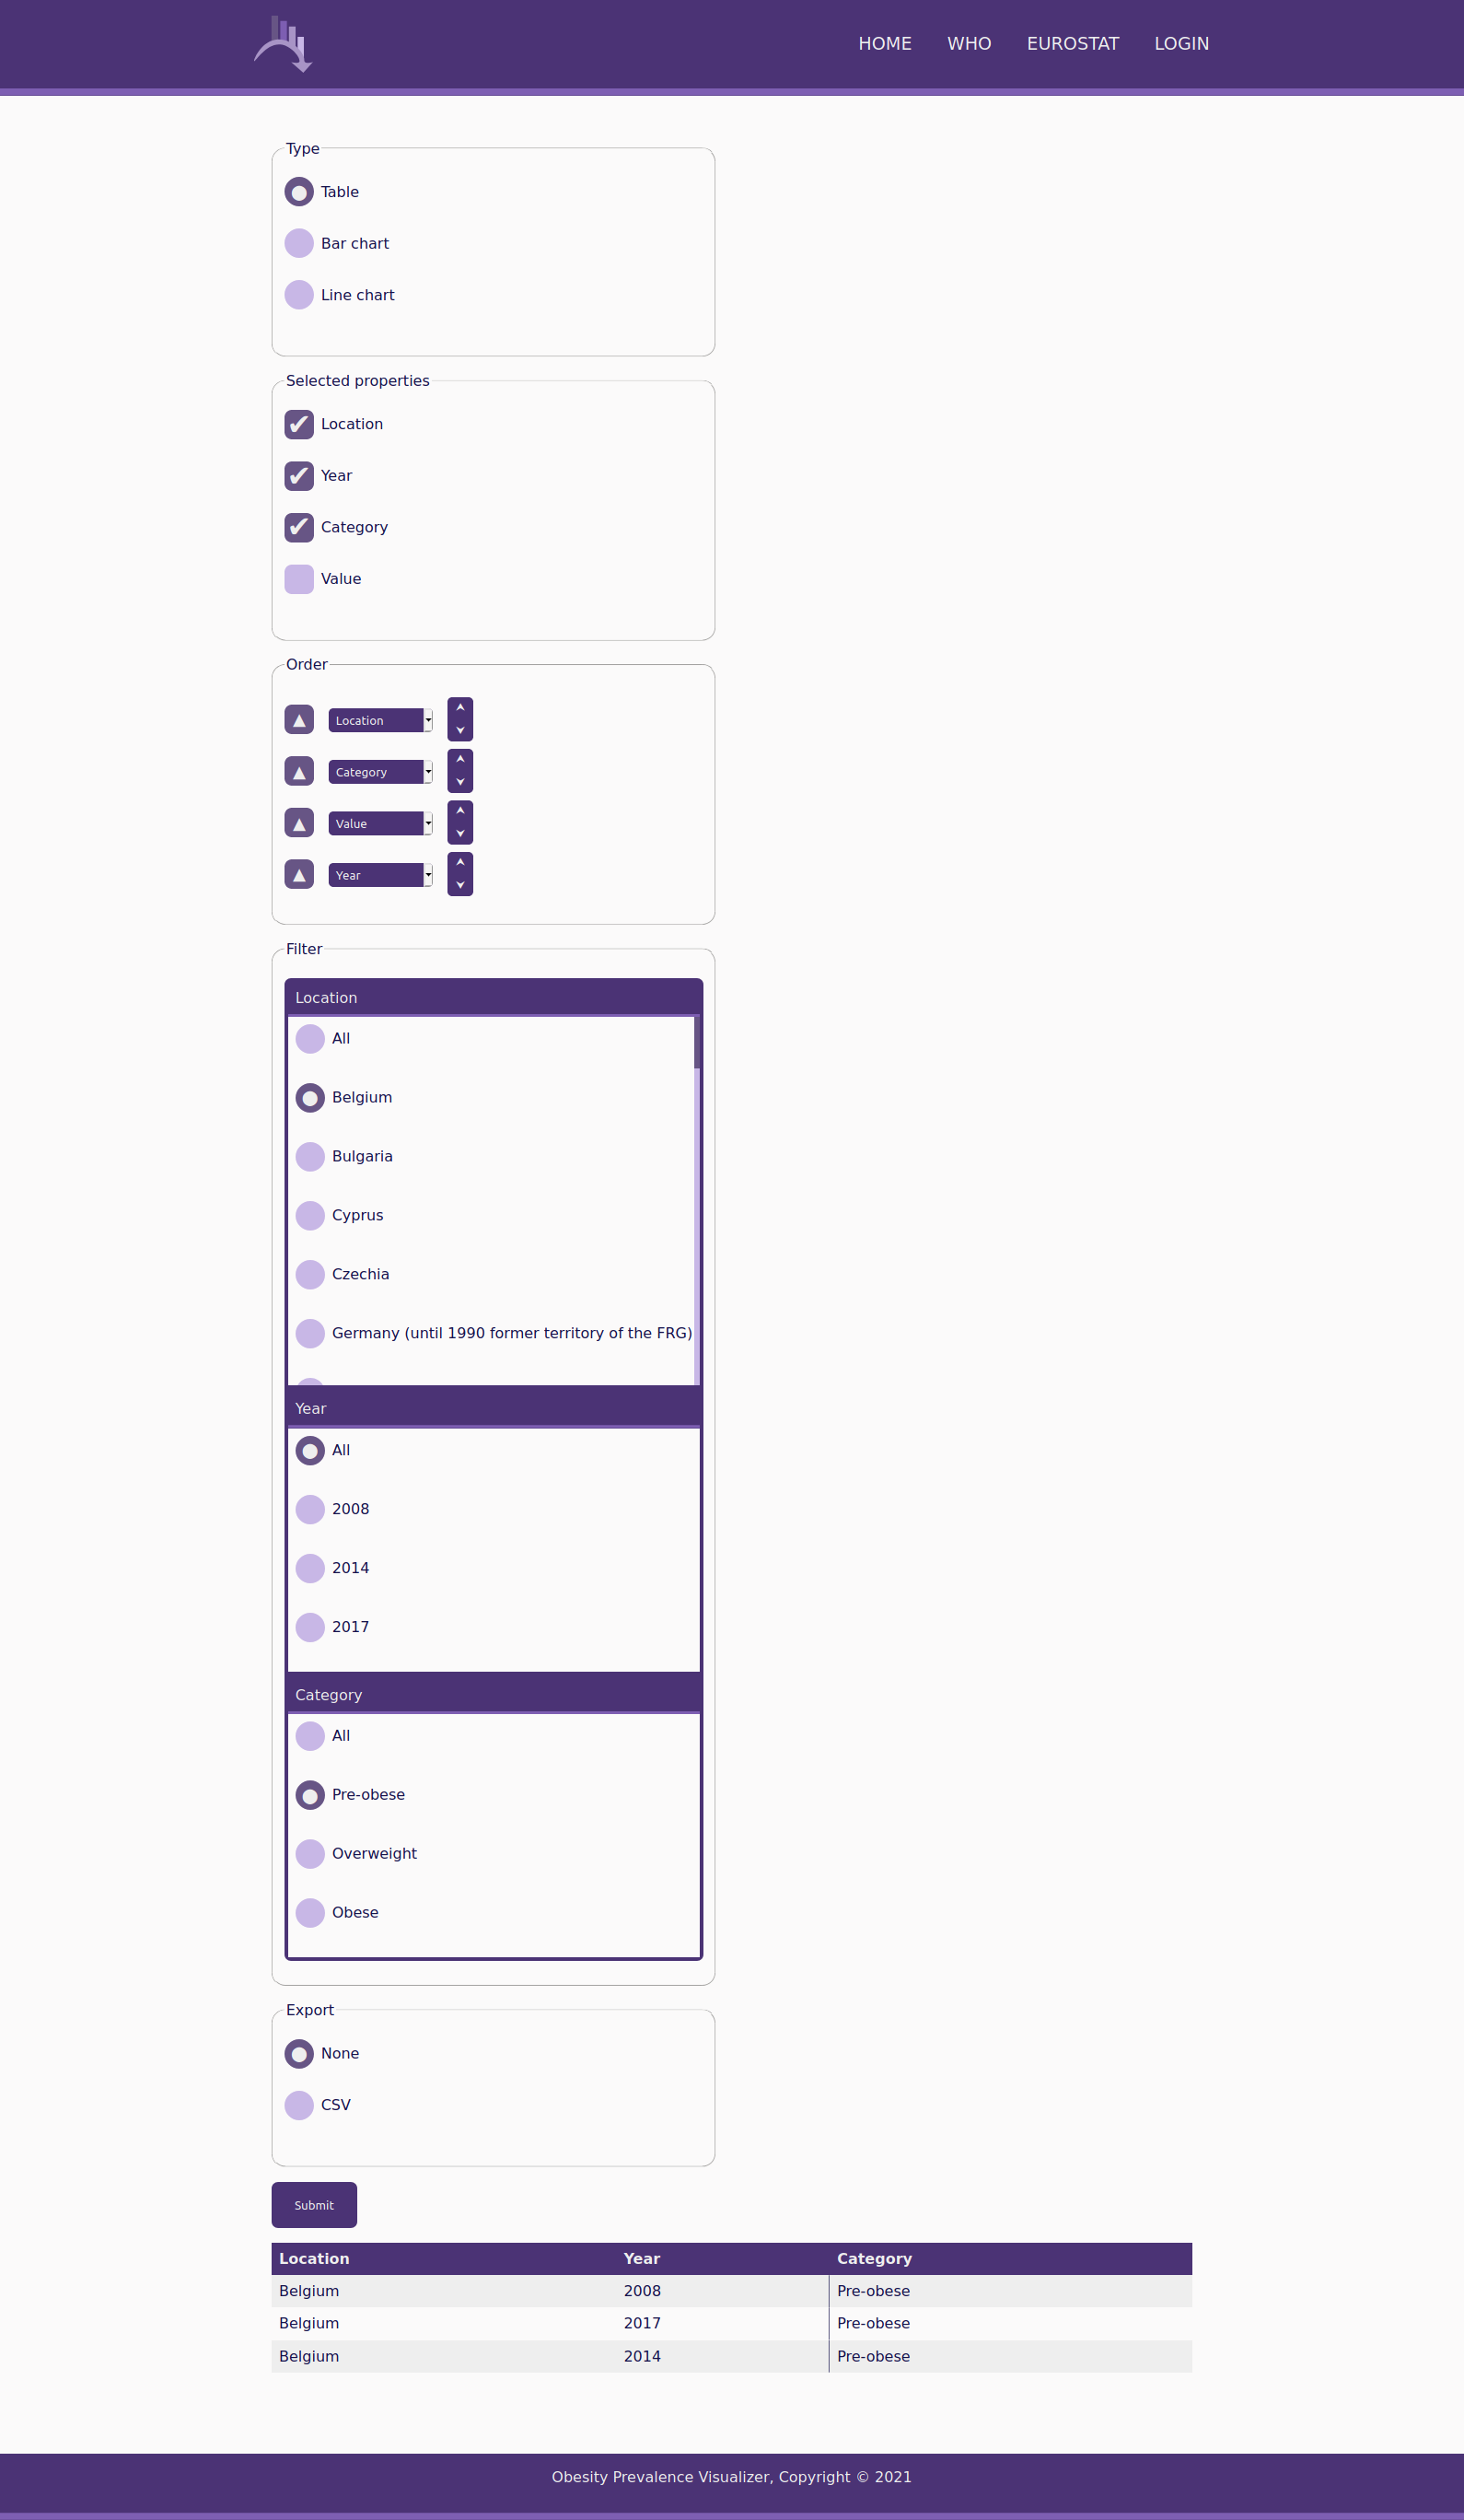 HOME WHO EUROSTAT LOGIN
Type
Table
Bar chart
Line chart
Selected properties
Location
Year
Category
Value
Order
Location
Category
Value
Year
Filter
Location
All
Belgium
Bulgaria
Cyprus
Czechia
Germany (until 1990 former territory of the FRG)
Year
All
2008
2014
2017
Category
All
Pre-obese
Overweight
Obese
Export
None
CSV
Submit
Location Year Category
Belgium 2008 Pre-obese
Belgium 2017 Pre-obese
Belgium 2014 Pre-obese
Obesity Prevalence Visualizer, Copyright © 2021